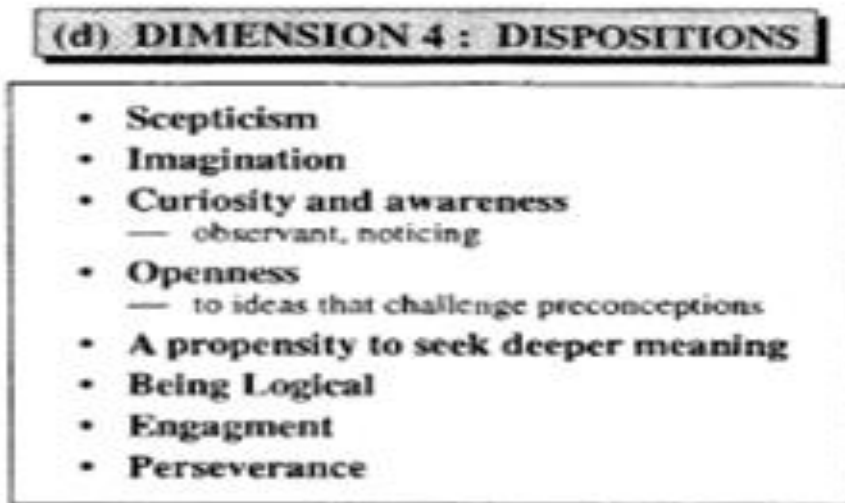 (d) DIMENSION 4 : DISPOSITIONS
• Scepticism
• Imagination
• Curiosity and awareness
— observant, noticing
• Openness
— to ideas that challenge preconceptions
• A propensity to seek deeper meaning
• Being Logical
• Engagment
• Perseverance